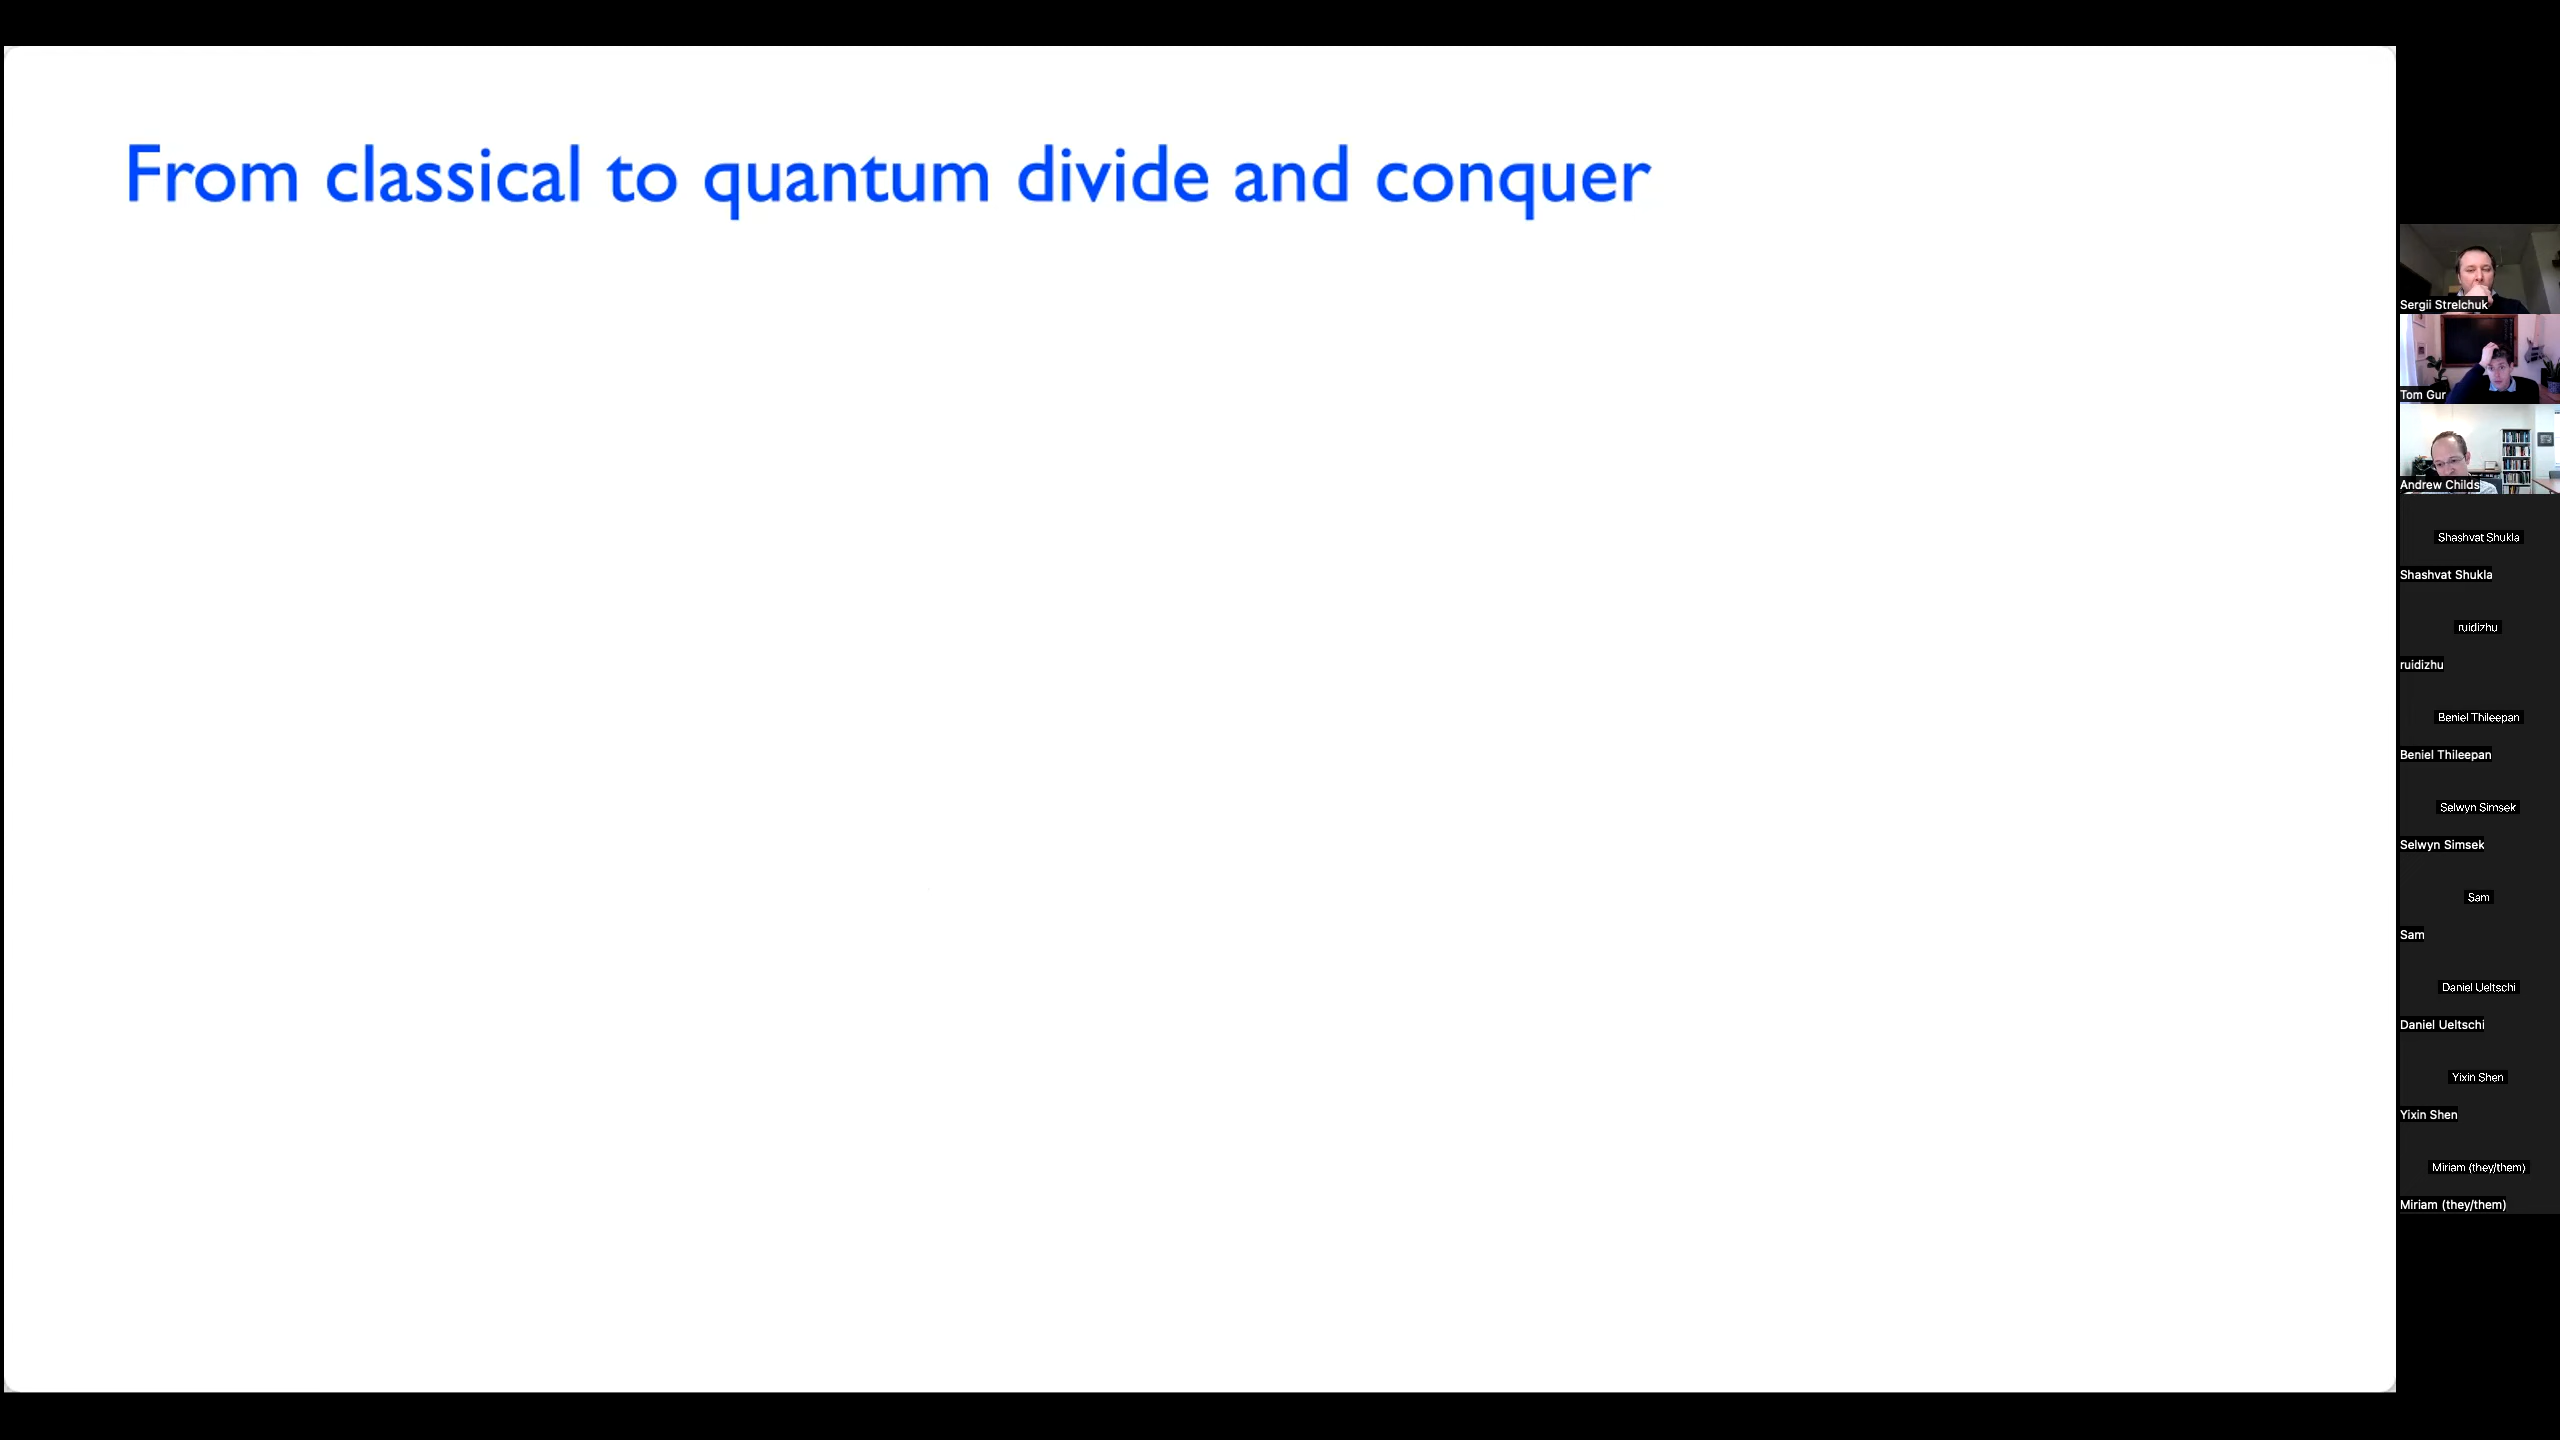 From classical to quantum divide and conquer
Sergii Strelchuk
Tom Gur
Andrew Childs
Shashvat Shukla
Shashvat Shukla
ruidizhu
ruidizhu
Beniel Thileepan
Beniel Thileepan
Selwyn Simsek
Selwyn Simsek
Sam
Sam
Daniel Ueltschi
Daniel Ueltschi
Yixin Shen
Yixin Shen
Miriam (they/them)
Miriam (they/them)